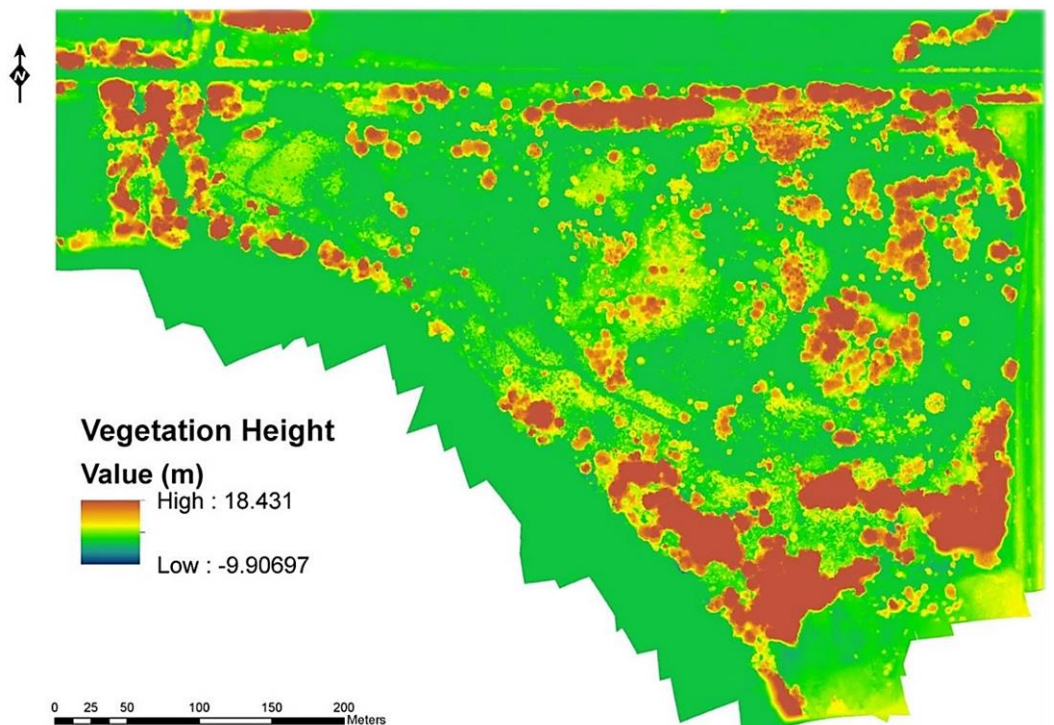 N
Vegetation Height
Value (m)
High : 18.431
Low : -9.90697
0 25 50 100 150 200
Meters